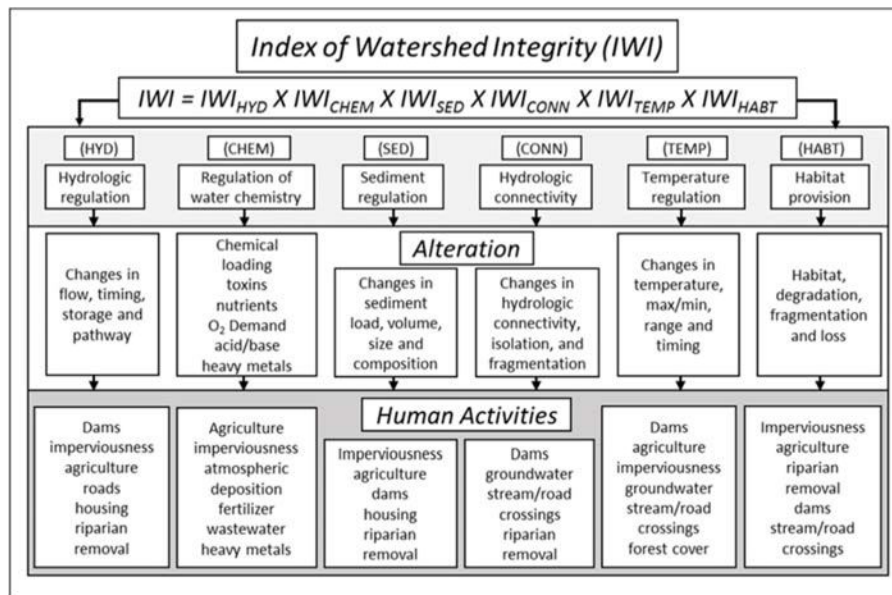 Index of Watershed Integrity (IWI)
IWI = IWI_HYD X IWI_CHEM X IWI_SED X IWI_CONN X IWI_TEMP X IWI_HABT
(HYD)
Hydrologic
regulation
(CHEM)
Regulation of
water chemistry
(SED)
Sediment
regulation
(CONN)
Hydrologic
connectivity
(TEMP)
Temperature
regulation
(HABT)
Habitat
provision
Alteration
Changes in
flow, timing,
storage and
pathway
Chemical
loading
toxins
nutrients
O₂ Demand
acid/base
heavy metals
Changes in
sediment
load, volume,
size and
composition
Changes in
hydrologic
connectivity,
isolation, and
fragmentation
Changes in
temperature,
max/min,
range and
timing
Habitat,
degradation,
fragmentation
and loss
Human Activities
Dams
imperviousness
agriculture
roads
housing
riparian
removal
Agriculture
imperviousness
atmospheric
deposition
fertilizer
wastewater
heavy metals
Imperviousness
agriculture
dams
housing
riparian
removal
Dams
groundwater
stream/road
crossings
riparian
removal
Dams
agriculture
imperviousness
groundwater
stream/road
crossings
forest cover
Imperviousness
agriculture
riparian
removal
dams
stream/road
crossings